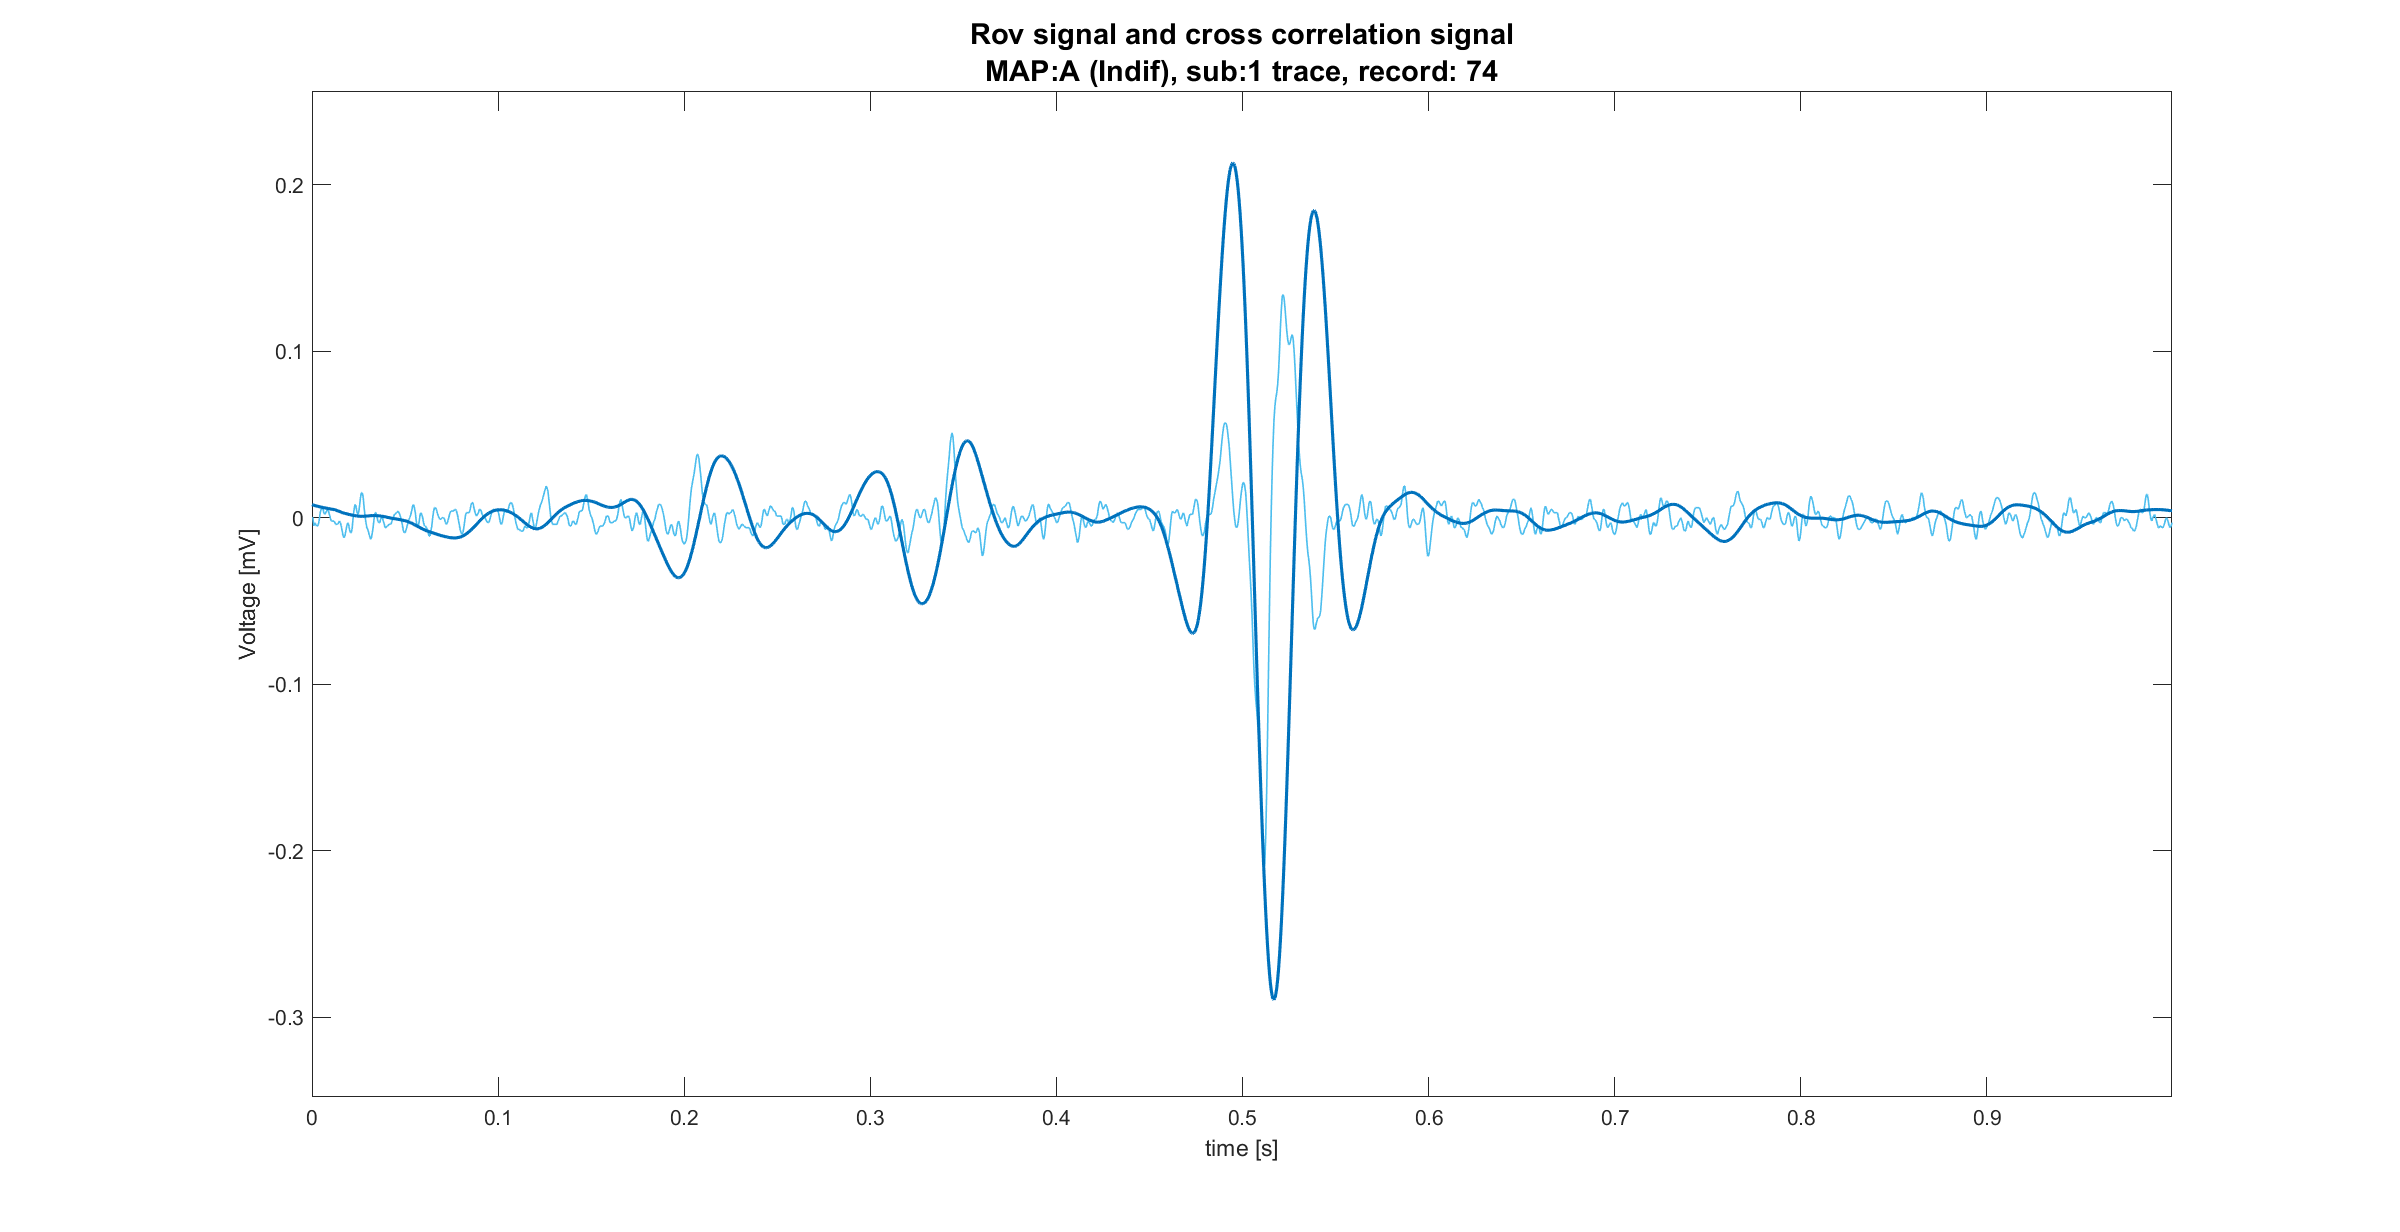 Rov signal and cross correlation signal
MAP:A (Indif), sub:1 trace, record: 74
Voltage [mV]
0.2
0.1
0
-0.1
-0.2
-0.3
0 0.1 0.2 0.3 0.4 0.5 0.6 0.7 0.8 0.9
time [s]